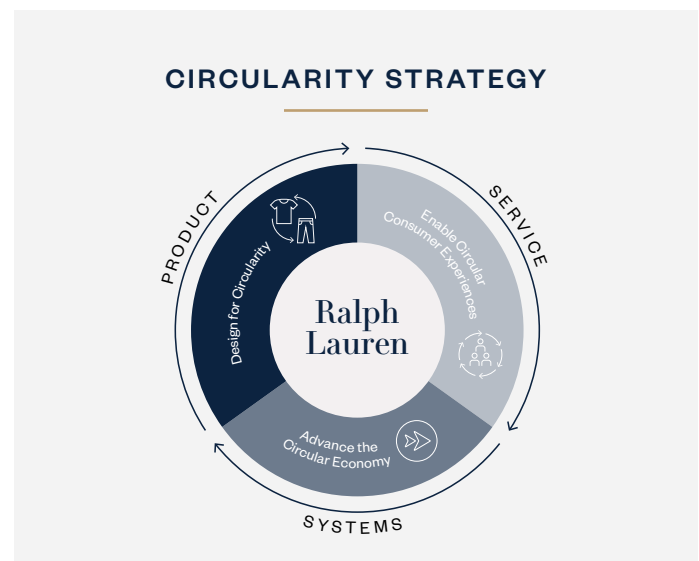 CIRCULARITY STRATEGY
PRODUCT
SERVICE
Design for Circularity
Enable Circular
Consumer Experiences
Ralph
Lauren
Advance the
Circular Economy
SYSTEMS